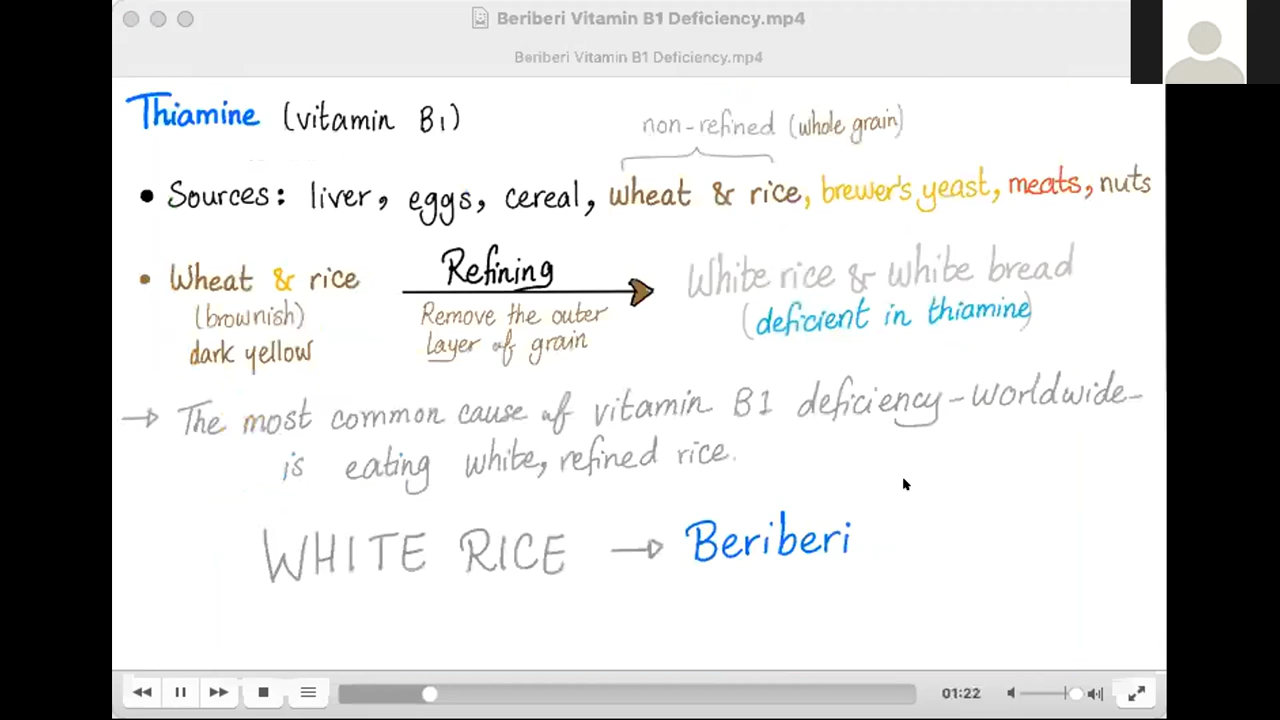 Beriberi Vitamin B1 Deficiency.mp4
Beriberi Vitamin B1 Deficiency.mp4
Thiamine (vitamin B1)
non-refined (whole grain)
• Sources: liver, eggs, cereal, wheat & rice, brewer's yeast, meats, nuts
• Wheat & rice
(brownish)
dark yellow
Refining
Remove the outer
layer of grain
White rice & white bread
(deficient in thiamine)
→ The most common cause of vitamin B1 deficiency-worldwide-
is eating white, refined rice.
WHITE RICE → Beriberi
01:22